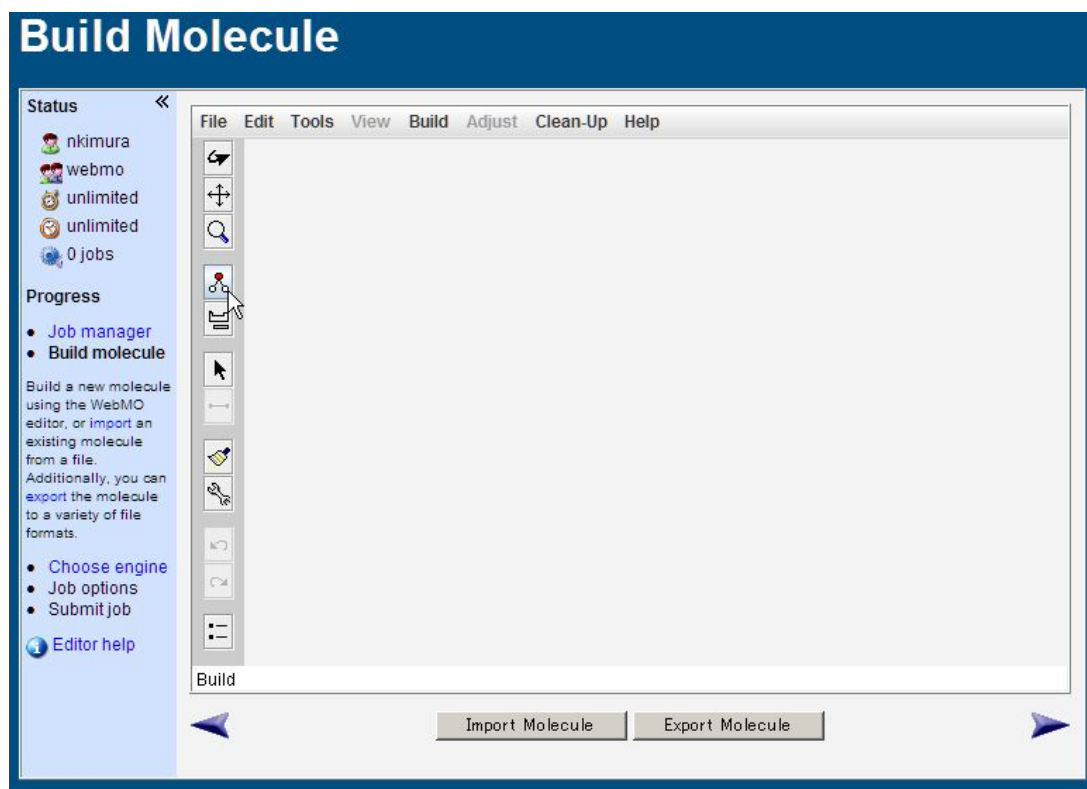 Build Molecule
Status «
nkimura
webmo
unlimited
unlimited
0 jobs
Progress
• Job manager
• Build molecule
Build a new molecule
using the WebMO
editor, or import an
existing molecule
from a file.
Additionally, you can
export the molecule
to a variety of file
formats.
• Choose engine
• Job options
• Submit job
Editor help
File Edit Tools View Build Adjust Clean-Up Help
Build
Import Molecule Export Molecule